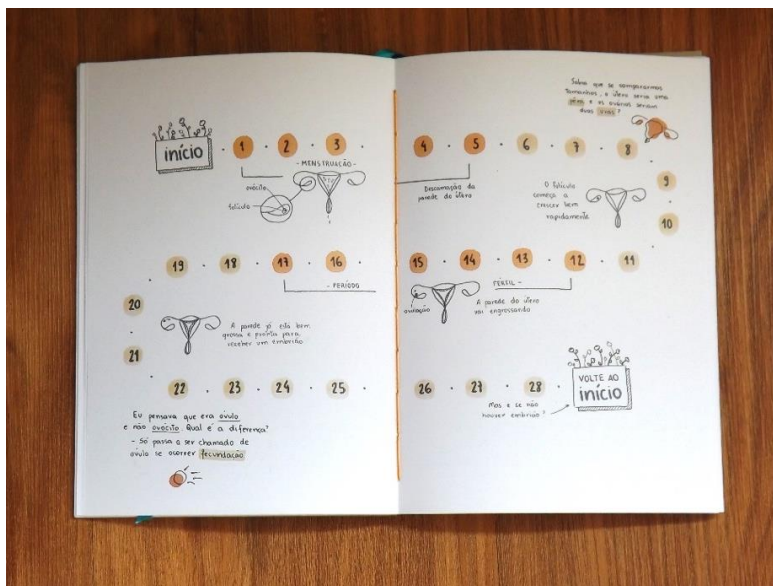 Sabia que se compararmos
tamanhos, o útero seria uma
pêra e os ovários seriam
duas uvas?
início
1 2 3 4 5 6 7 8
- MENSTRUAÇÃO -
ovócito
folículo
Descamação da
parede do útero
O folículo
começa a
crescer bem
rapidamente
9
10
19 18 17 16 15 14 13 12 11
- PERÍODO
FÉRTIL -
ovulação
A parede do útero
vai engrossando
20
21
A parede já está bem
grossa e pronta para
receber um embrião
22 23 24 25 26 27 28
VOLTE AO
início
Mas e se não
houver embrião?
Eu pensava que era óvulo
e não ovócito. Qual é a diferença?
- Só passa a ser chamado de
óvulo se ocorrer fecundação